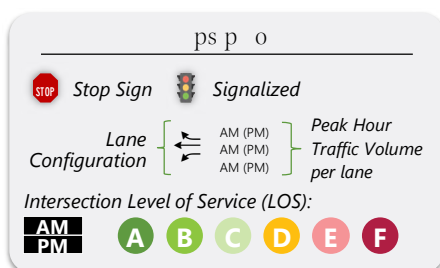 ps p o
STOP Stop Sign Signalized
Lane Configuration
AM (PM)
AM (PM)
AM (PM)
Peak Hour
Traffic Volume
per lane
Intersection Level of Service (LOS):
AM
PM
A B C D E F